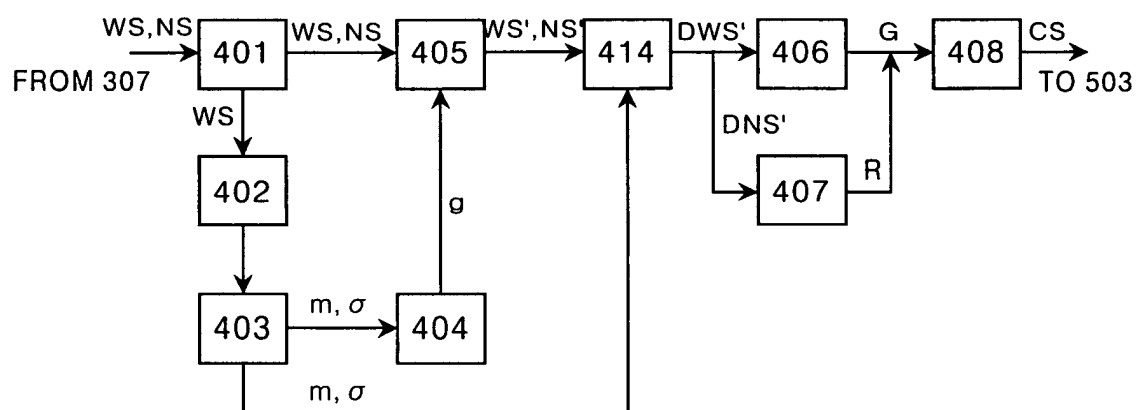 WS,NS
FROM 307
401
WS,NS
405
WS',NS'
414
DWS'
406
G
408
CS
TO 503
WS
402
DNS'
407
R
g
403
m, σ
404
m, σ